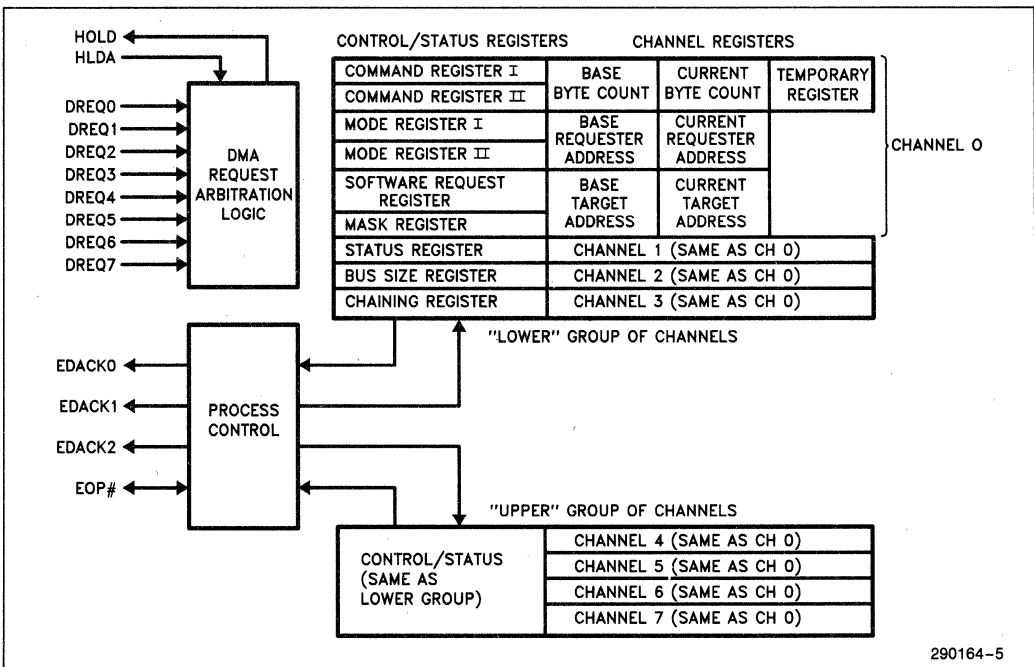 HOLD
HLDA
DREQ0
DREQ1
DREQ2
DREQ3
DREQ4
DREQ5
DREQ6
DREQ7
DMA
REQUEST
ARBITRATION
LOGIC
CONTROL/STATUS REGISTERS
CHANNEL REGISTERS
COMMAND REGISTER I
COMMAND REGISTER II
MODE REGISTER I
MODE REGISTER II
SOFTWARE REQUEST
REGISTER
MASK REGISTER
STATUS REGISTER
BUS SIZE REGISTER
CHAINING REGISTER
BASE
BYTE COUNT
CURRENT
BYTE COUNT
TEMPORARY
REGISTER
BASE
REQUESTER
ADDRESS
CURRENT
REQUESTER
ADDRESS
BASE
TARGET
ADDRESS
CURRENT
TARGET
ADDRESS
CHANNEL 0
CHANNEL 1 (SAME AS CH 0)
CHANNEL 2 (SAME AS CH 0)
CHANNEL 3 (SAME AS CH 0)
"LOWER" GROUP OF CHANNELS
EDACK0
EDACK1
EDACK2
EOP#
PROCESS
CONTROL
"UPPER" GROUP OF CHANNELS
CONTROL/STATUS
(SAME AS
LOWER GROUP)
CHANNEL 4 (SAME AS CH 0)
CHANNEL 5 (SAME AS CH 0)
CHANNEL 6 (SAME AS CH 0)
CHANNEL 7 (SAME AS CH 0)
290164-5